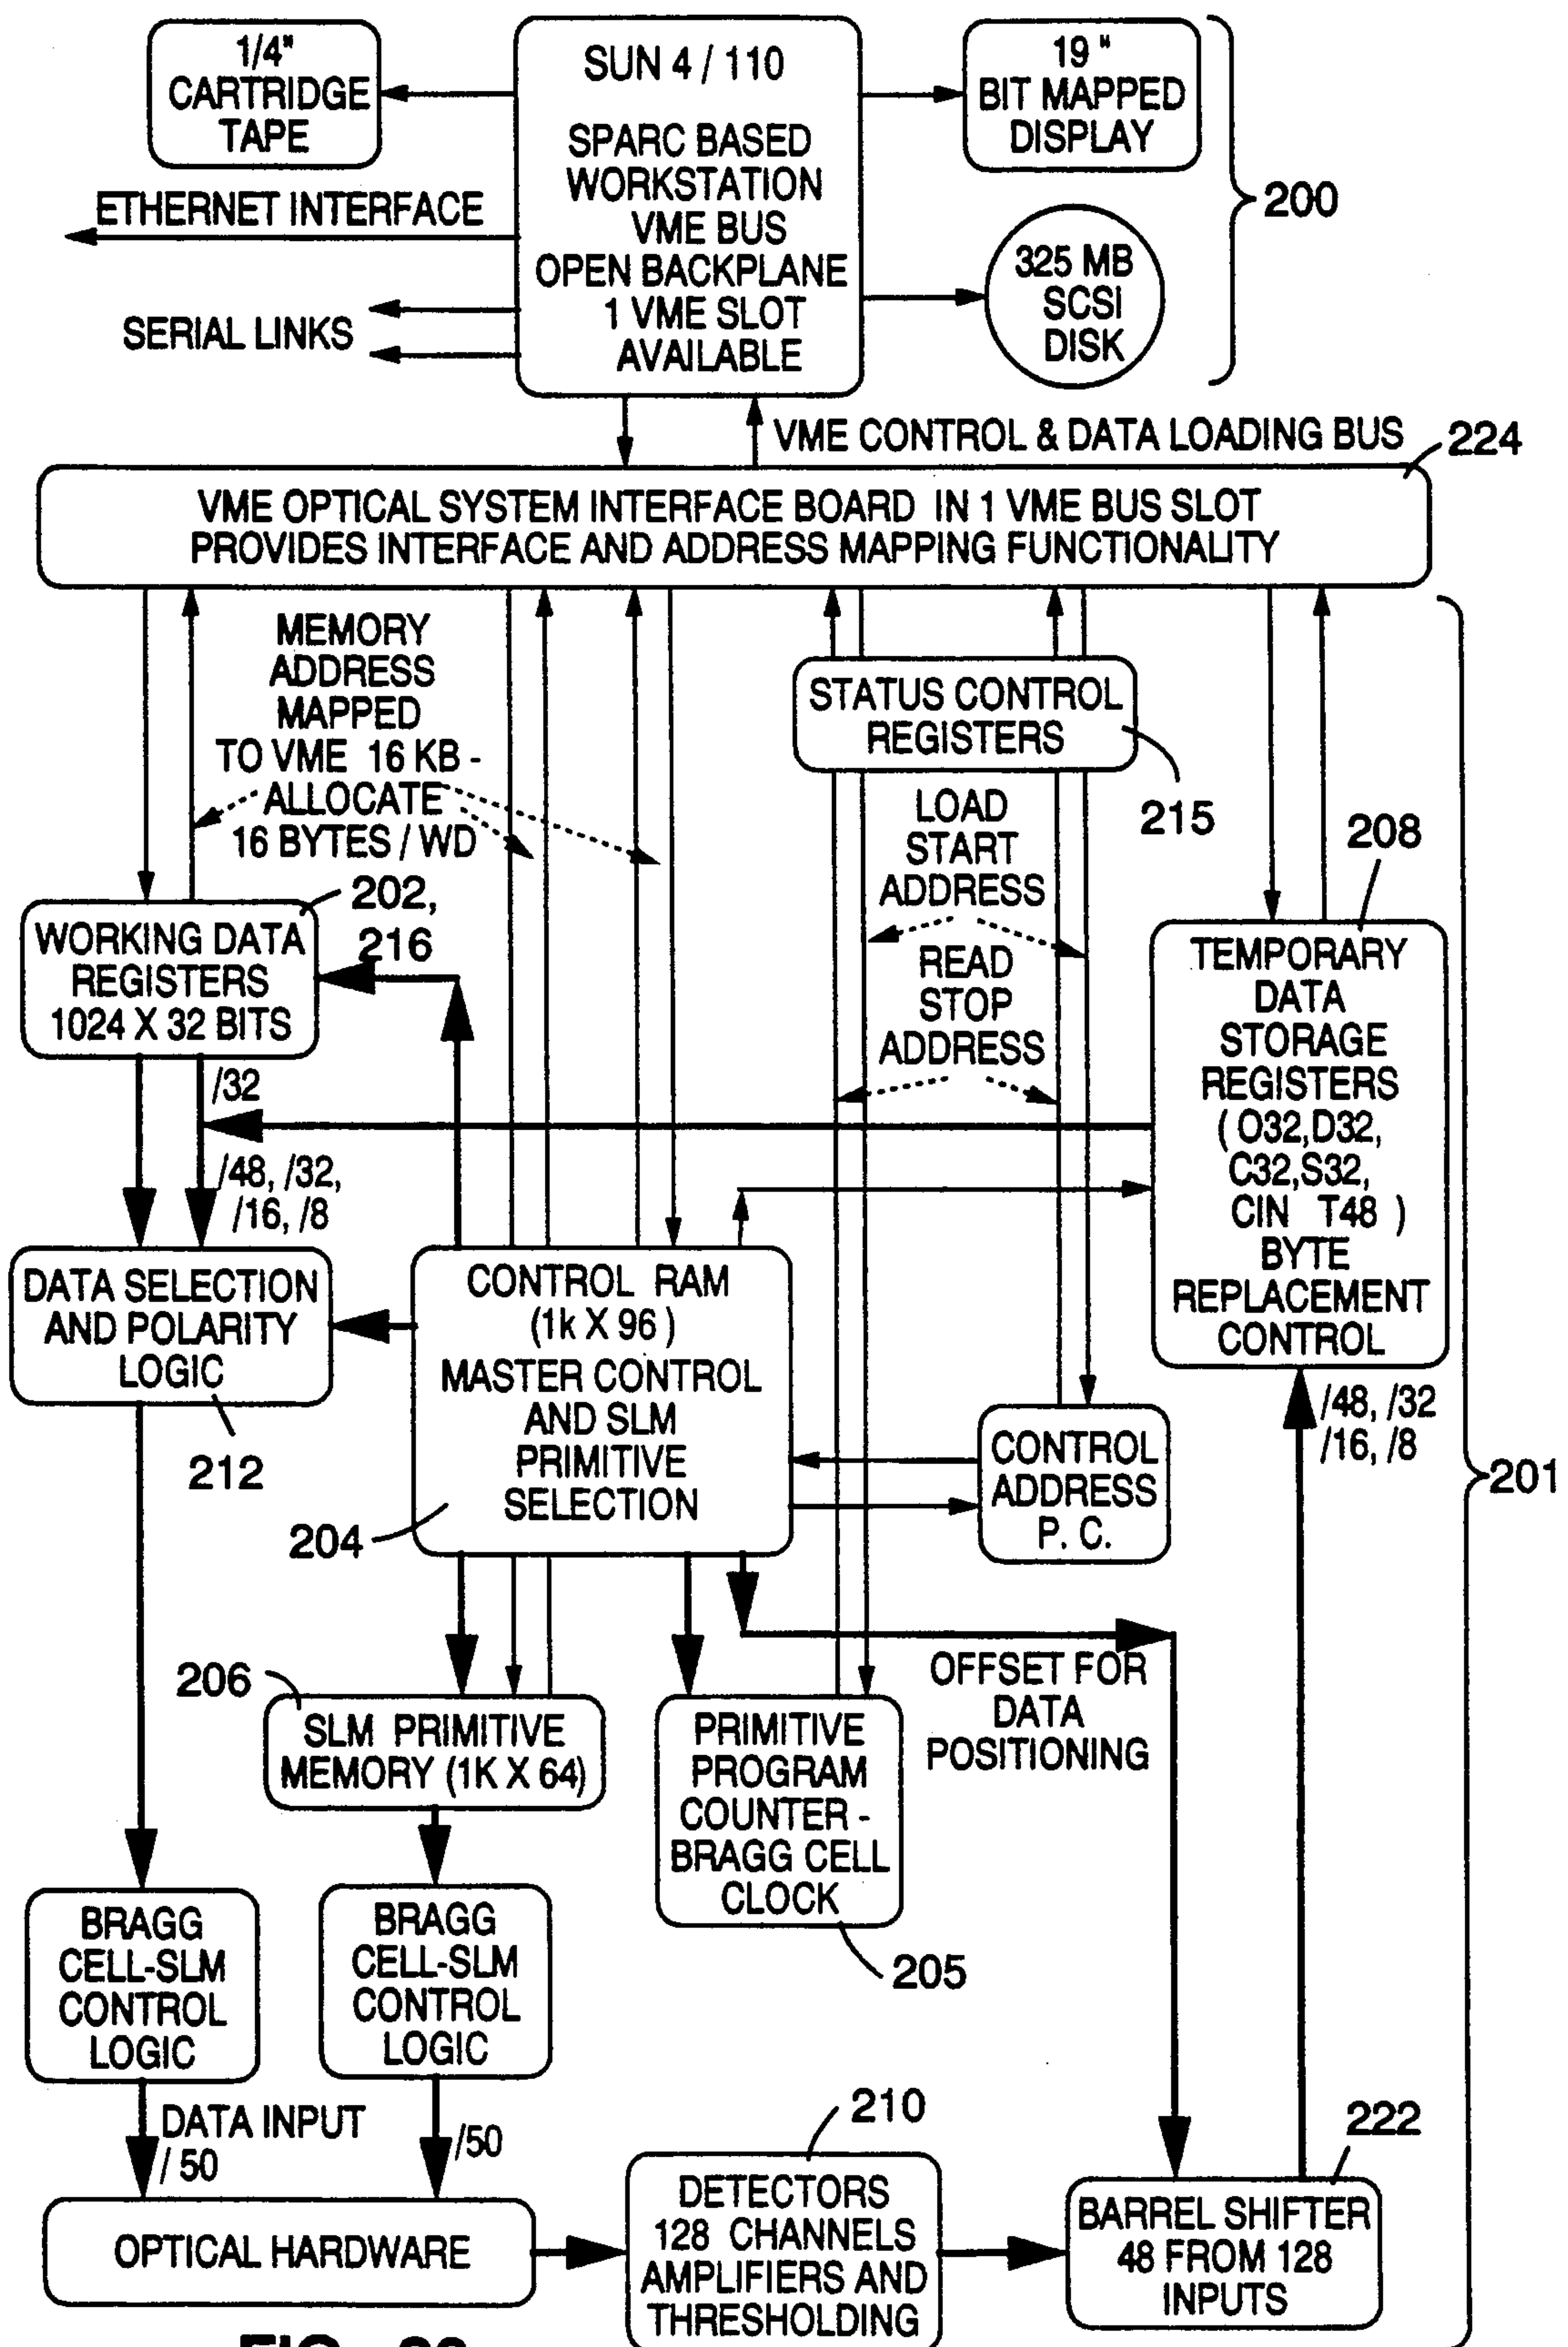 1/4"
CARTRIDGE
TAPE
SUN 4 / 110
SPARC BASED
WORKSTATION
VME BUS
OPEN BACKPLANE
1 VME SLOT
AVAILABLE
19 "
BIT MAPPED
DISPLAY
200
ETHERNET INTERFACE
325 MB
SCSI
DISK
SERIAL LINKS
VME CONTROL & DATA LOADING BUS
224
VME OPTICAL SYSTEM INTERFACE BOARD IN 1 VME BUS SLOT
PROVIDES INTERFACE AND ADDRESS MAPPING FUNCTIONALITY
MEMORY
ADDRESS
MAPPED
TO VME 16 KB -
ALLOCATE
16 BYTES / WD
STATUS CONTROL
REGISTERS
215
LOAD
START
ADDRESS
READ
STOP
ADDRESS
208
202,
216
WORKING DATA
REGISTERS
1024 X 32 BITS
/32
/48, /32,
/16, /8
TEMPORARY
DATA
STORAGE
REGISTERS
( O32,D32,
C32,S32,
CIN T48 )
BYTE
REPLACEMENT
CONTROL
DATA SELECTION
AND POLARITY
LOGIC
212
CONTROL RAM
(1k X 96 )
MASTER CONTROL
AND SLM
PRIMITIVE
SELECTION
204
CONTROL
ADDRESS
P. C.
/48, /32
/16, /8
201
206
SLM PRIMITIVE
MEMORY (1K X 64)
PRIMITIVE
PROGRAM
COUNTER -
BRAGG CELL
CLOCK
205
OFFSET FOR
DATA
POSITIONING
BRAGG
CELL-SLM
CONTROL
LOGIC
BRAGG
CELL-SLM
CONTROL
LOGIC
DATA INPUT
/ 50
/50
210
222
OPTICAL HARDWARE
DETECTORS
128 CHANNELS
AMPLIFIERS AND
THRESHOLDING
BARREL SHIFTER
48 FROM 128
INPUTS